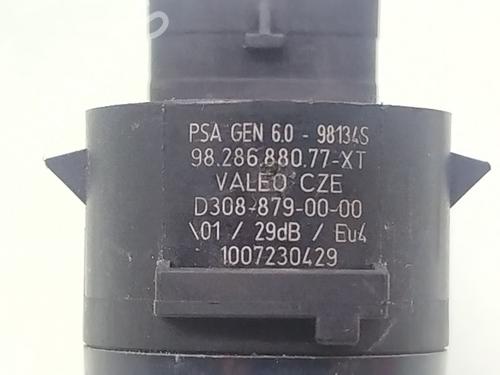 PSA GEN 6.0 - 98134S
98.286.880.77-XT
VALEO CZE
D308-879-00-00
\01 / 29dB / Eu4
1007230429